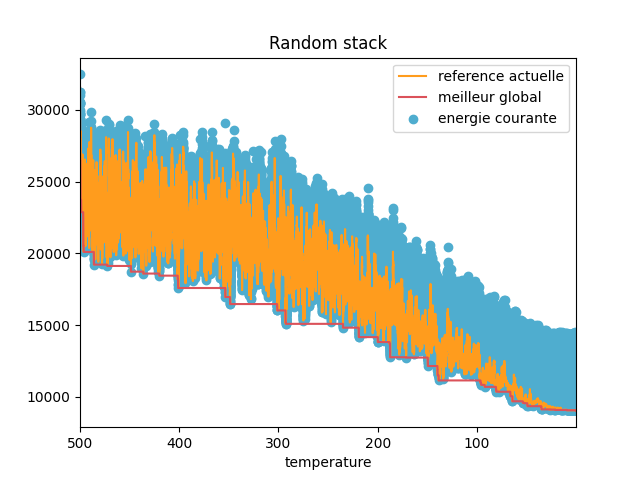 Random stack
reference actuelle
meilleur global
energie courante
30000
25000
20000
15000
10000
500 400 300 200 100
temperature